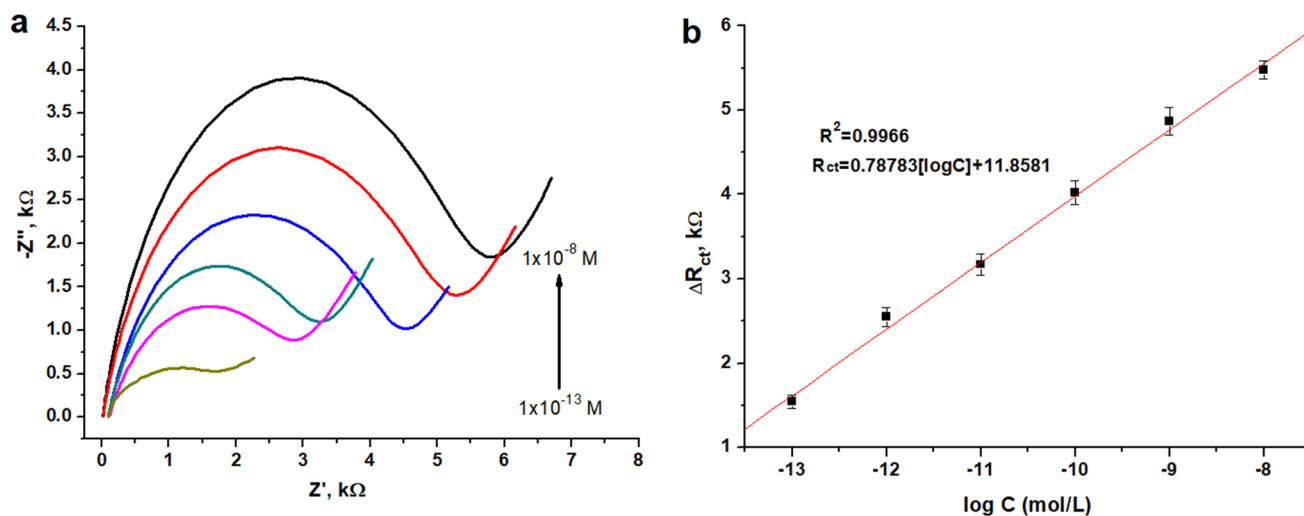 a
4.5
4.0
3.5
3.0
2.5
2.0
1.5
1.0
0.5
0.0
-Z'', kΩ
0 1 2 3 4 5 6 7 8
Z', kΩ
1x10⁻⁸ M
1x10⁻¹³ M
b
6
5
4
3
2
1
ΔRct, kΩ
R²=0.9966
Rct=0.78783[logC]+11.8581
-13 -12 -11 -10 -9 -8
log C (mol/L)